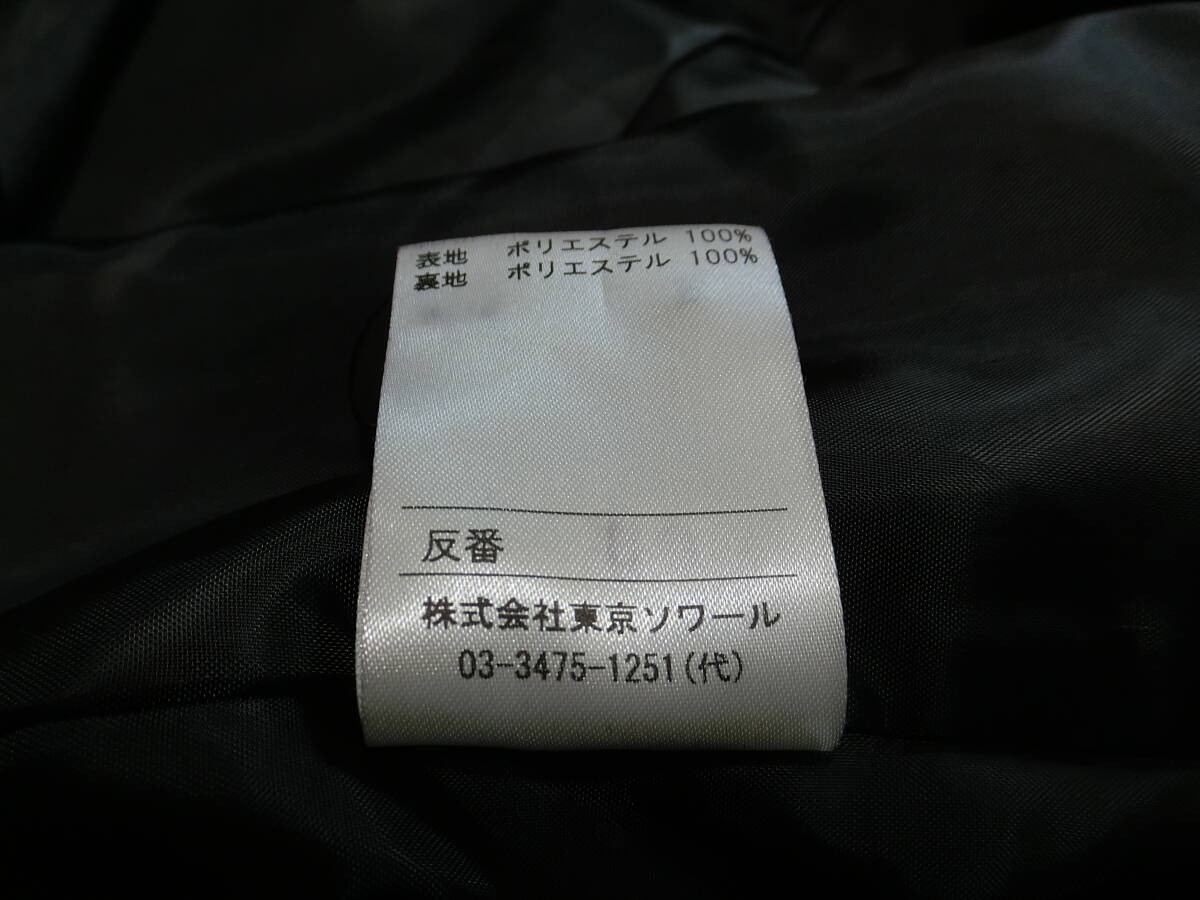 表地 ポリエステル 100%
裏地 ポリエステル 100%
反番
株式会社東京ソワール
03-3475-1251(代)